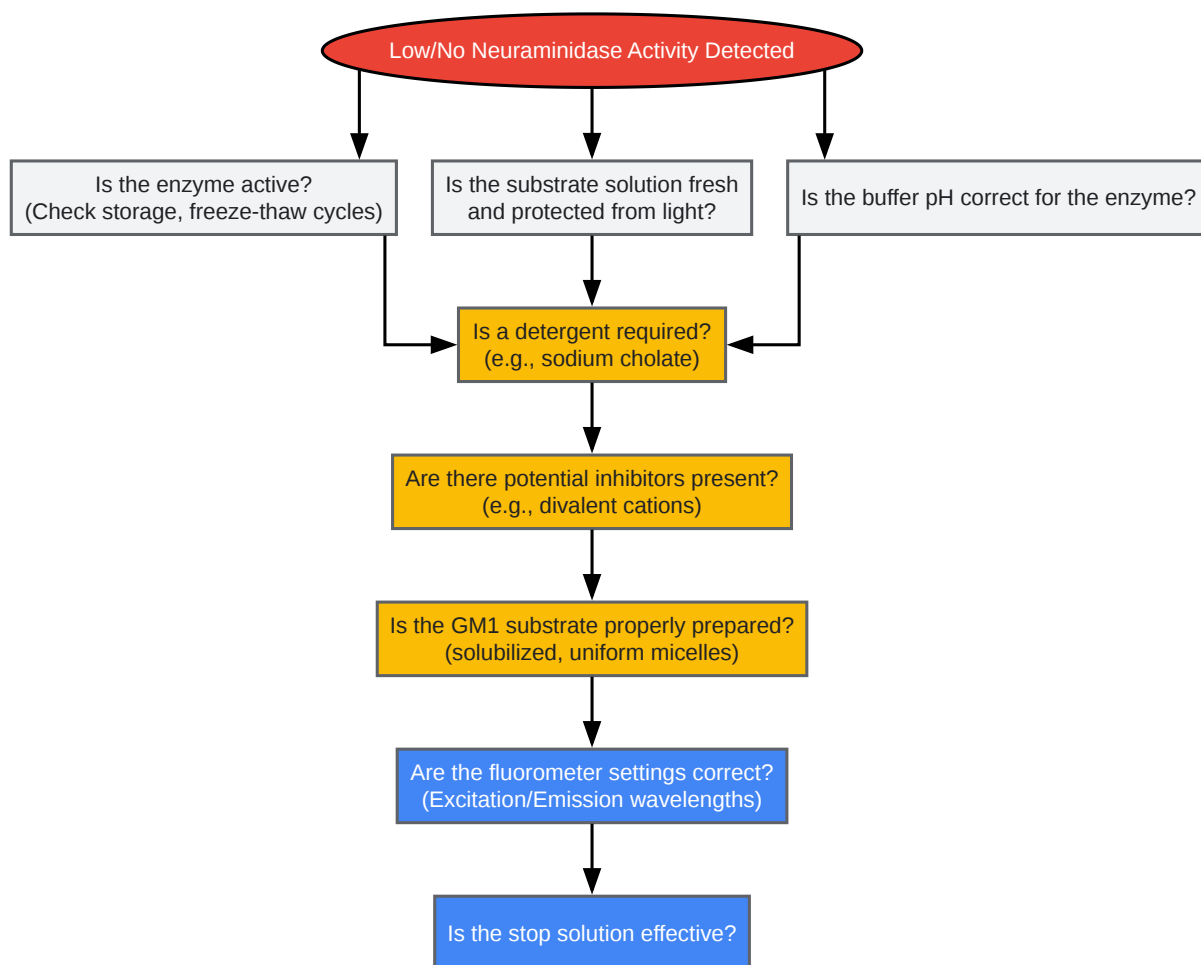 Low/No Neuraminidase Activity Detected
Is the enzyme active?
(Check storage, freeze-thaw cycles)
Is the substrate solution fresh
and protected from light?
Is the buffer pH correct for the enzyme?
Is a detergent required?
(e.g., sodium cholate)
Are there potential inhibitors present?
(e.g., divalent cations)
Is the GM1 substrate properly prepared?
(solubilized, uniform micelles)
Are the fluorometer settings correct?
(Excitation/Emission wavelengths)
Is the stop solution effective?